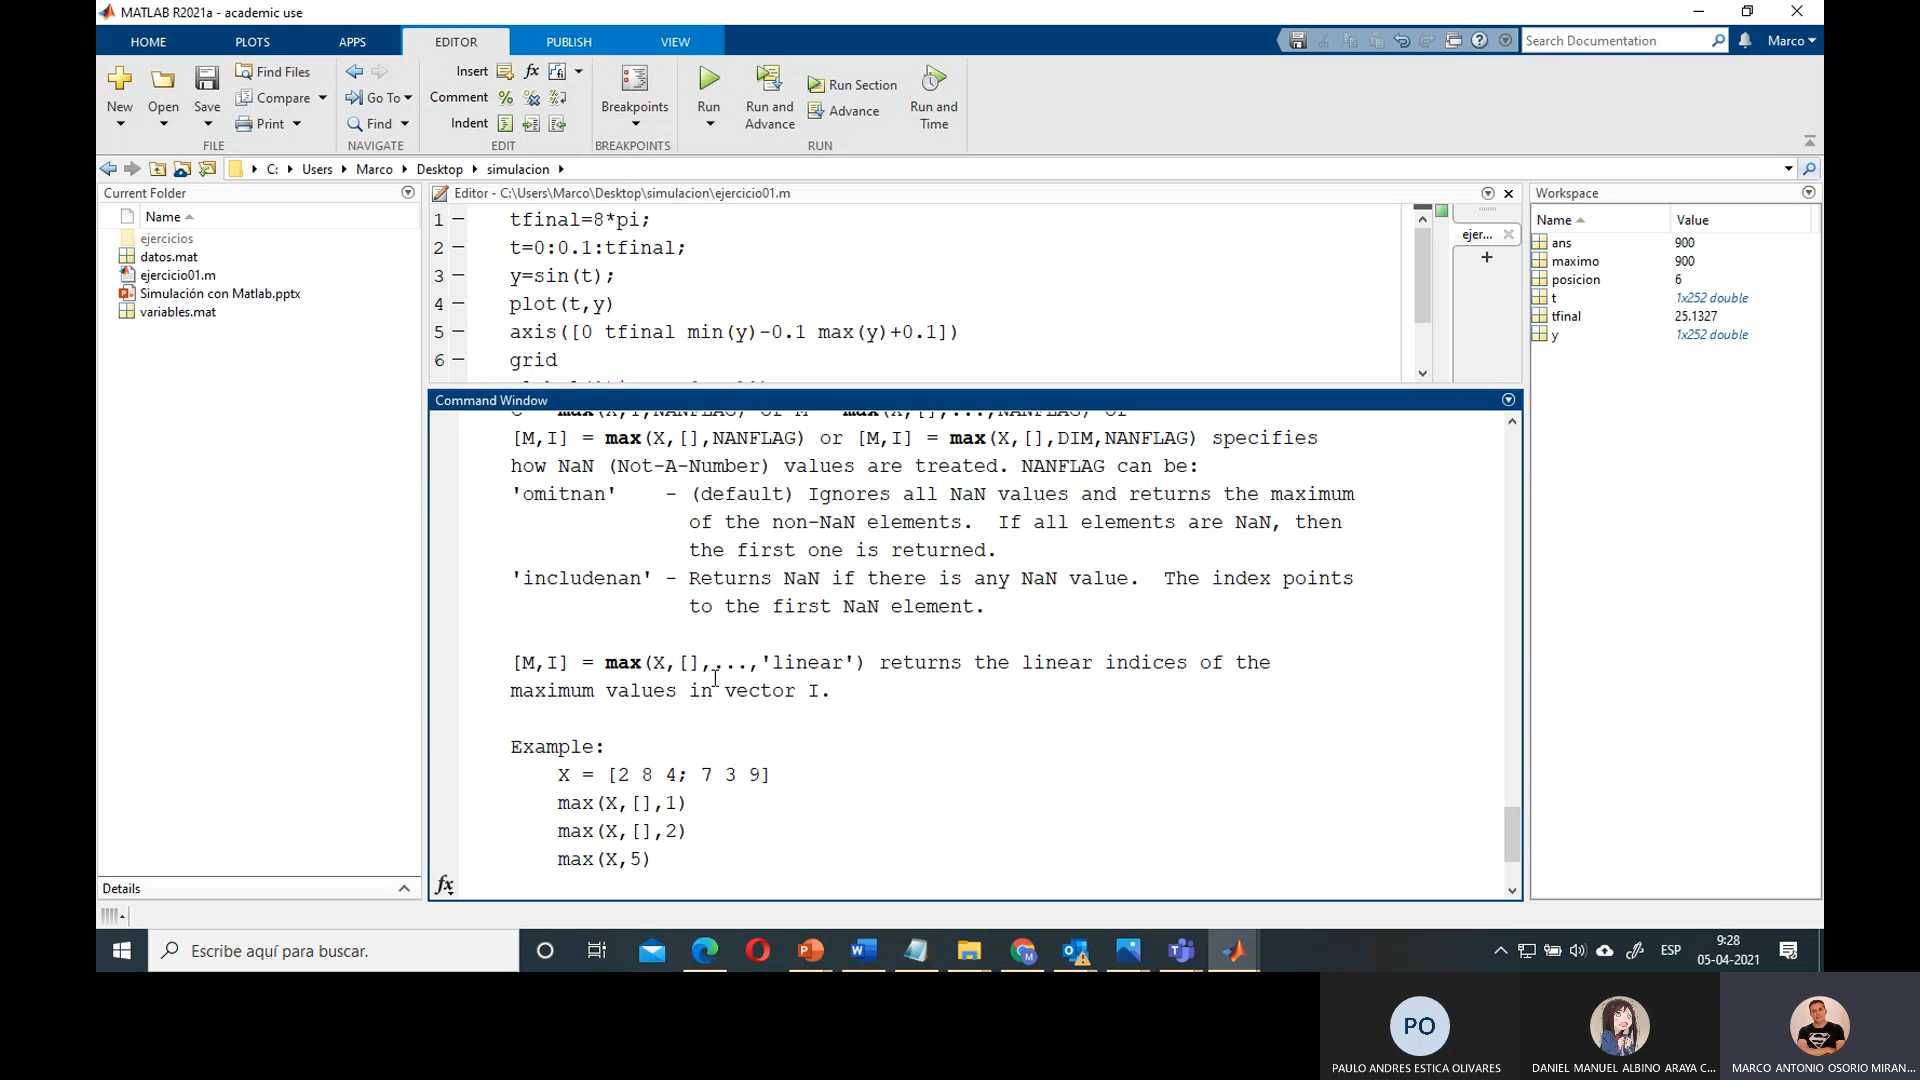 MATLAB R2021a - academic use
HOME PLOTS APPS EDITOR PUBLISH VIEW
Search Documentation
Marco
New
Open
Save
Find Files
Compare
Print
FILE
Go To
Find
NAVIGATE
Insert fx
Comment %
Indent
EDIT
Breakpoints
BREAKPOINTS
Run
Run and Advance
Run Section
Advance
Run and Time
RUN
C: Users Marco Desktop simulacion
Current Folder
Name
ejercicios
datos.mat
ejercicio01.m
Simulación con Matlab.pptx
variables.mat
Details
Editor - C:\Users\Marco\Desktop\simulacion\ejercicio01.m
ejer...
1 tfinal=8*pi;
2 t=0:0.1:tfinal;
3 y=sin(t);
4 plot(t,y)
5 axis([0 tfinal min(y)-0.1 max(y)+0.1])
6 grid
Command Window
[M,I] = max(X,[],NANFLAG) or [M,I] = max(X,[],DIM,NANFLAG) specifies
how NaN (Not-A-Number) values are treated. NANFLAG can be:
'omitnan' - (default) Ignores all NaN values and returns the maximum
of the non-NaN elements. If all elements are NaN, then
the first one is returned.
'includenan' - Returns NaN if there is any NaN value. The index points
to the first NaN element.
[M,I] = max(X,[],...,'linear') returns the linear indices of the
maximum values in vector I.
Example:
X = [2 8 4; 7 3 9]
max(X,[],1)
max(X,[],2)
max(X,5)
fx
Workspace
Name Value
ans 900
maximo 900
posicion 6
t 1x252 double
tfinal 25.1327
y 1x252 double
Escribe aquí para buscar.
ESP
9:28
05-04-2021
PO
PAULO ANDRES ESTICA OLIVARES
DANIEL MANUEL ALBINO ARAYA C...
MARCO ANTONIO OSORIO MIRAN...